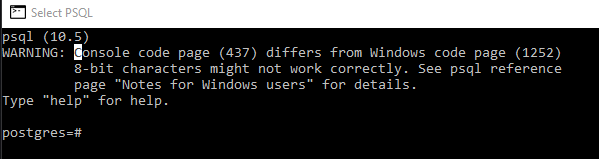 Select PSQL
psql (10.5)
WARNING: Console code page (437) differs from Windows code page (1252)
         8-bit characters might not work correctly. See psql reference
         page "Notes for Windows users" for details.
Type "help" for help.
postgres=#